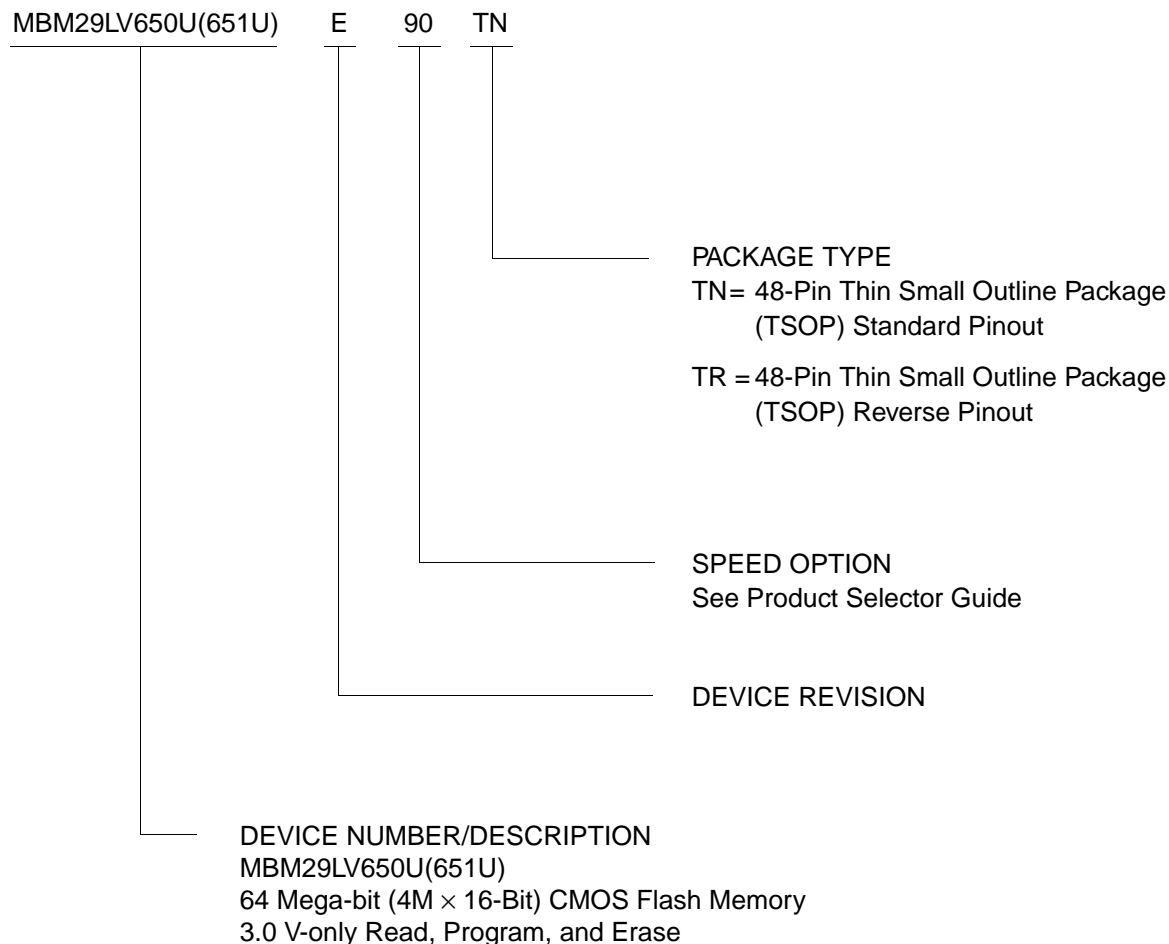 MBM29LV650U(651U) E 90 TN
PACKAGE TYPE
TN= 48-Pin Thin Small Outline Package
(TSOP) Standard Pinout
TR = 48-Pin Thin Small Outline Package
(TSOP) Reverse Pinout
SPEED OPTION
See Product Selector Guide
DEVICE REVISION
DEVICE NUMBER/DESCRIPTION
MBM29LV650U(651U)
64 Mega-bit (4M × 16-Bit) CMOS Flash Memory
3.0 V-only Read, Program, and Erase